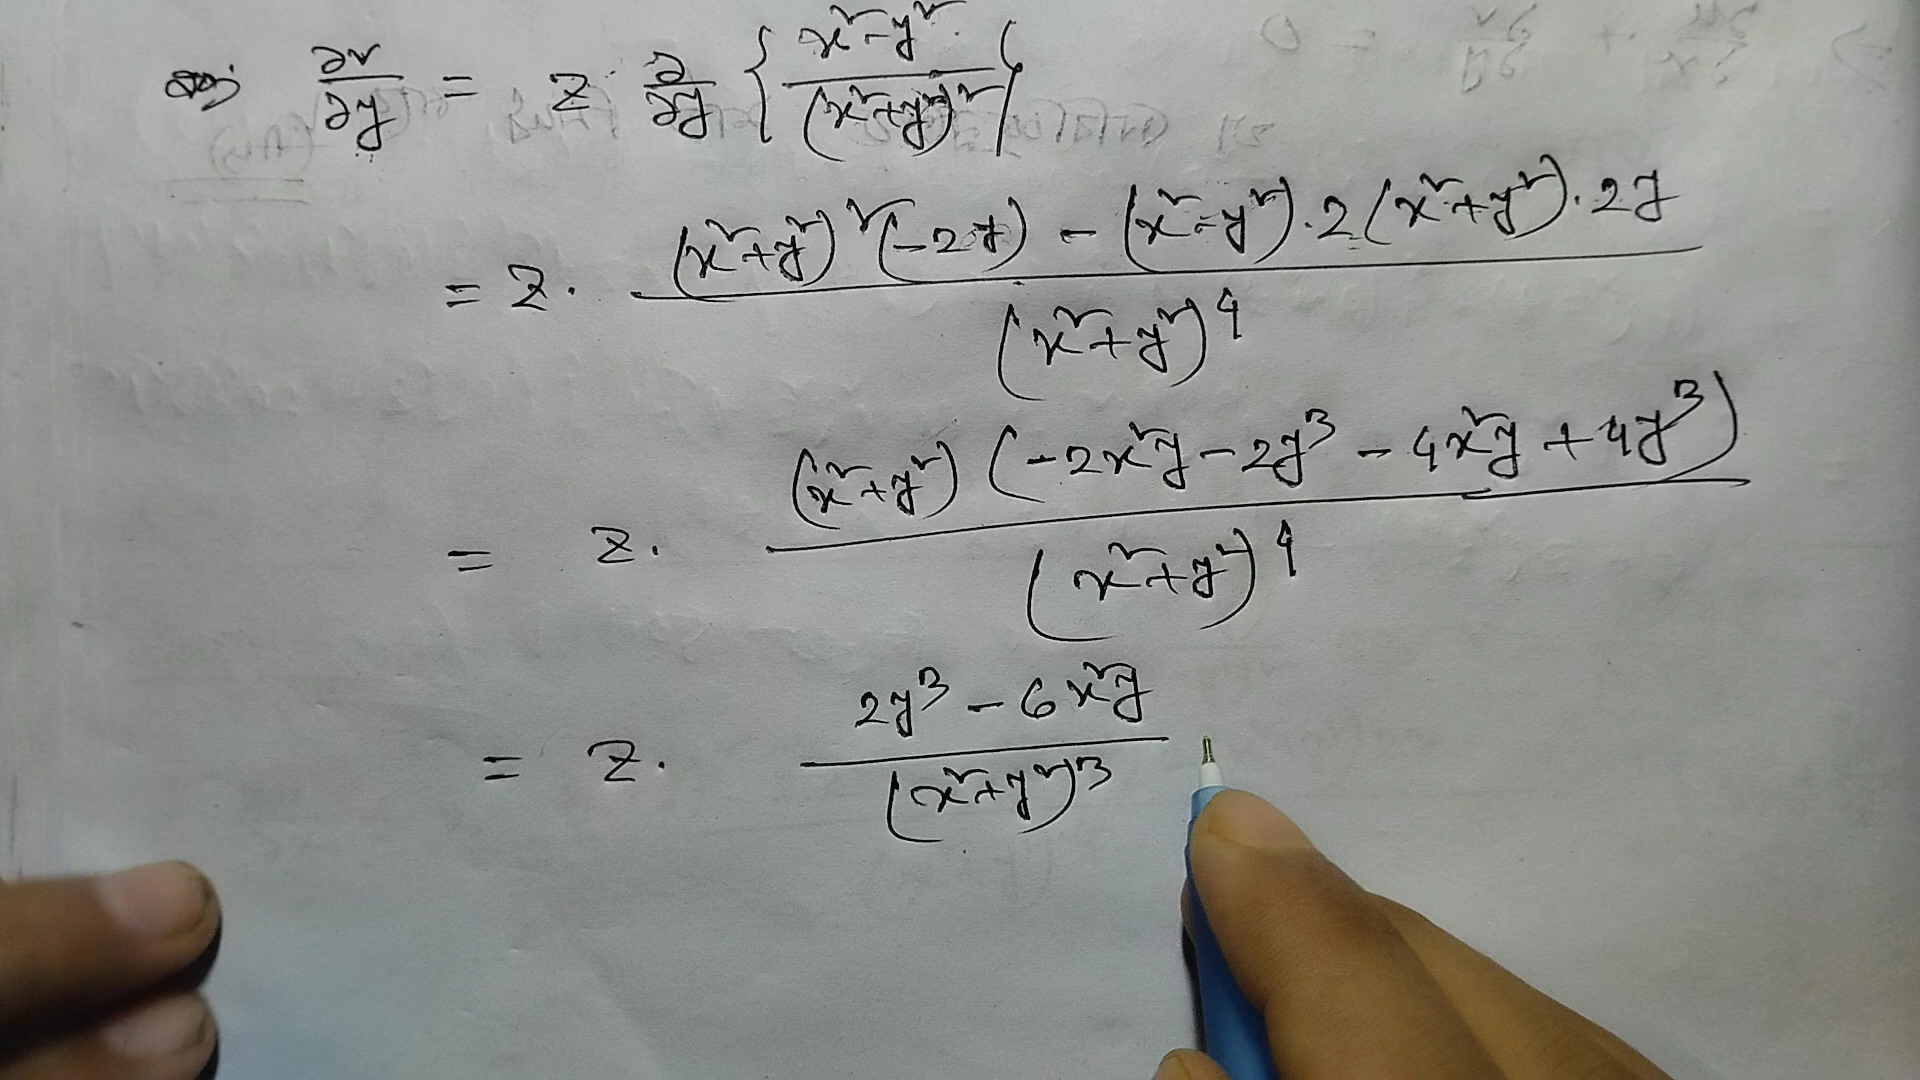 ∂v/∂y = z ∂/∂y { (x²-y²) / (x²+y²)² }
= z. ((x²+y²)²(-2y) - (x²-y²).2(x²+y²).2y) / (x²+y²)⁴
= z. ((x²+y²)(-2x²y-2y³-4x²y+4y³)) / (x²+y²)⁴
= z. (2y³-6x²y) / (x²+y²)³